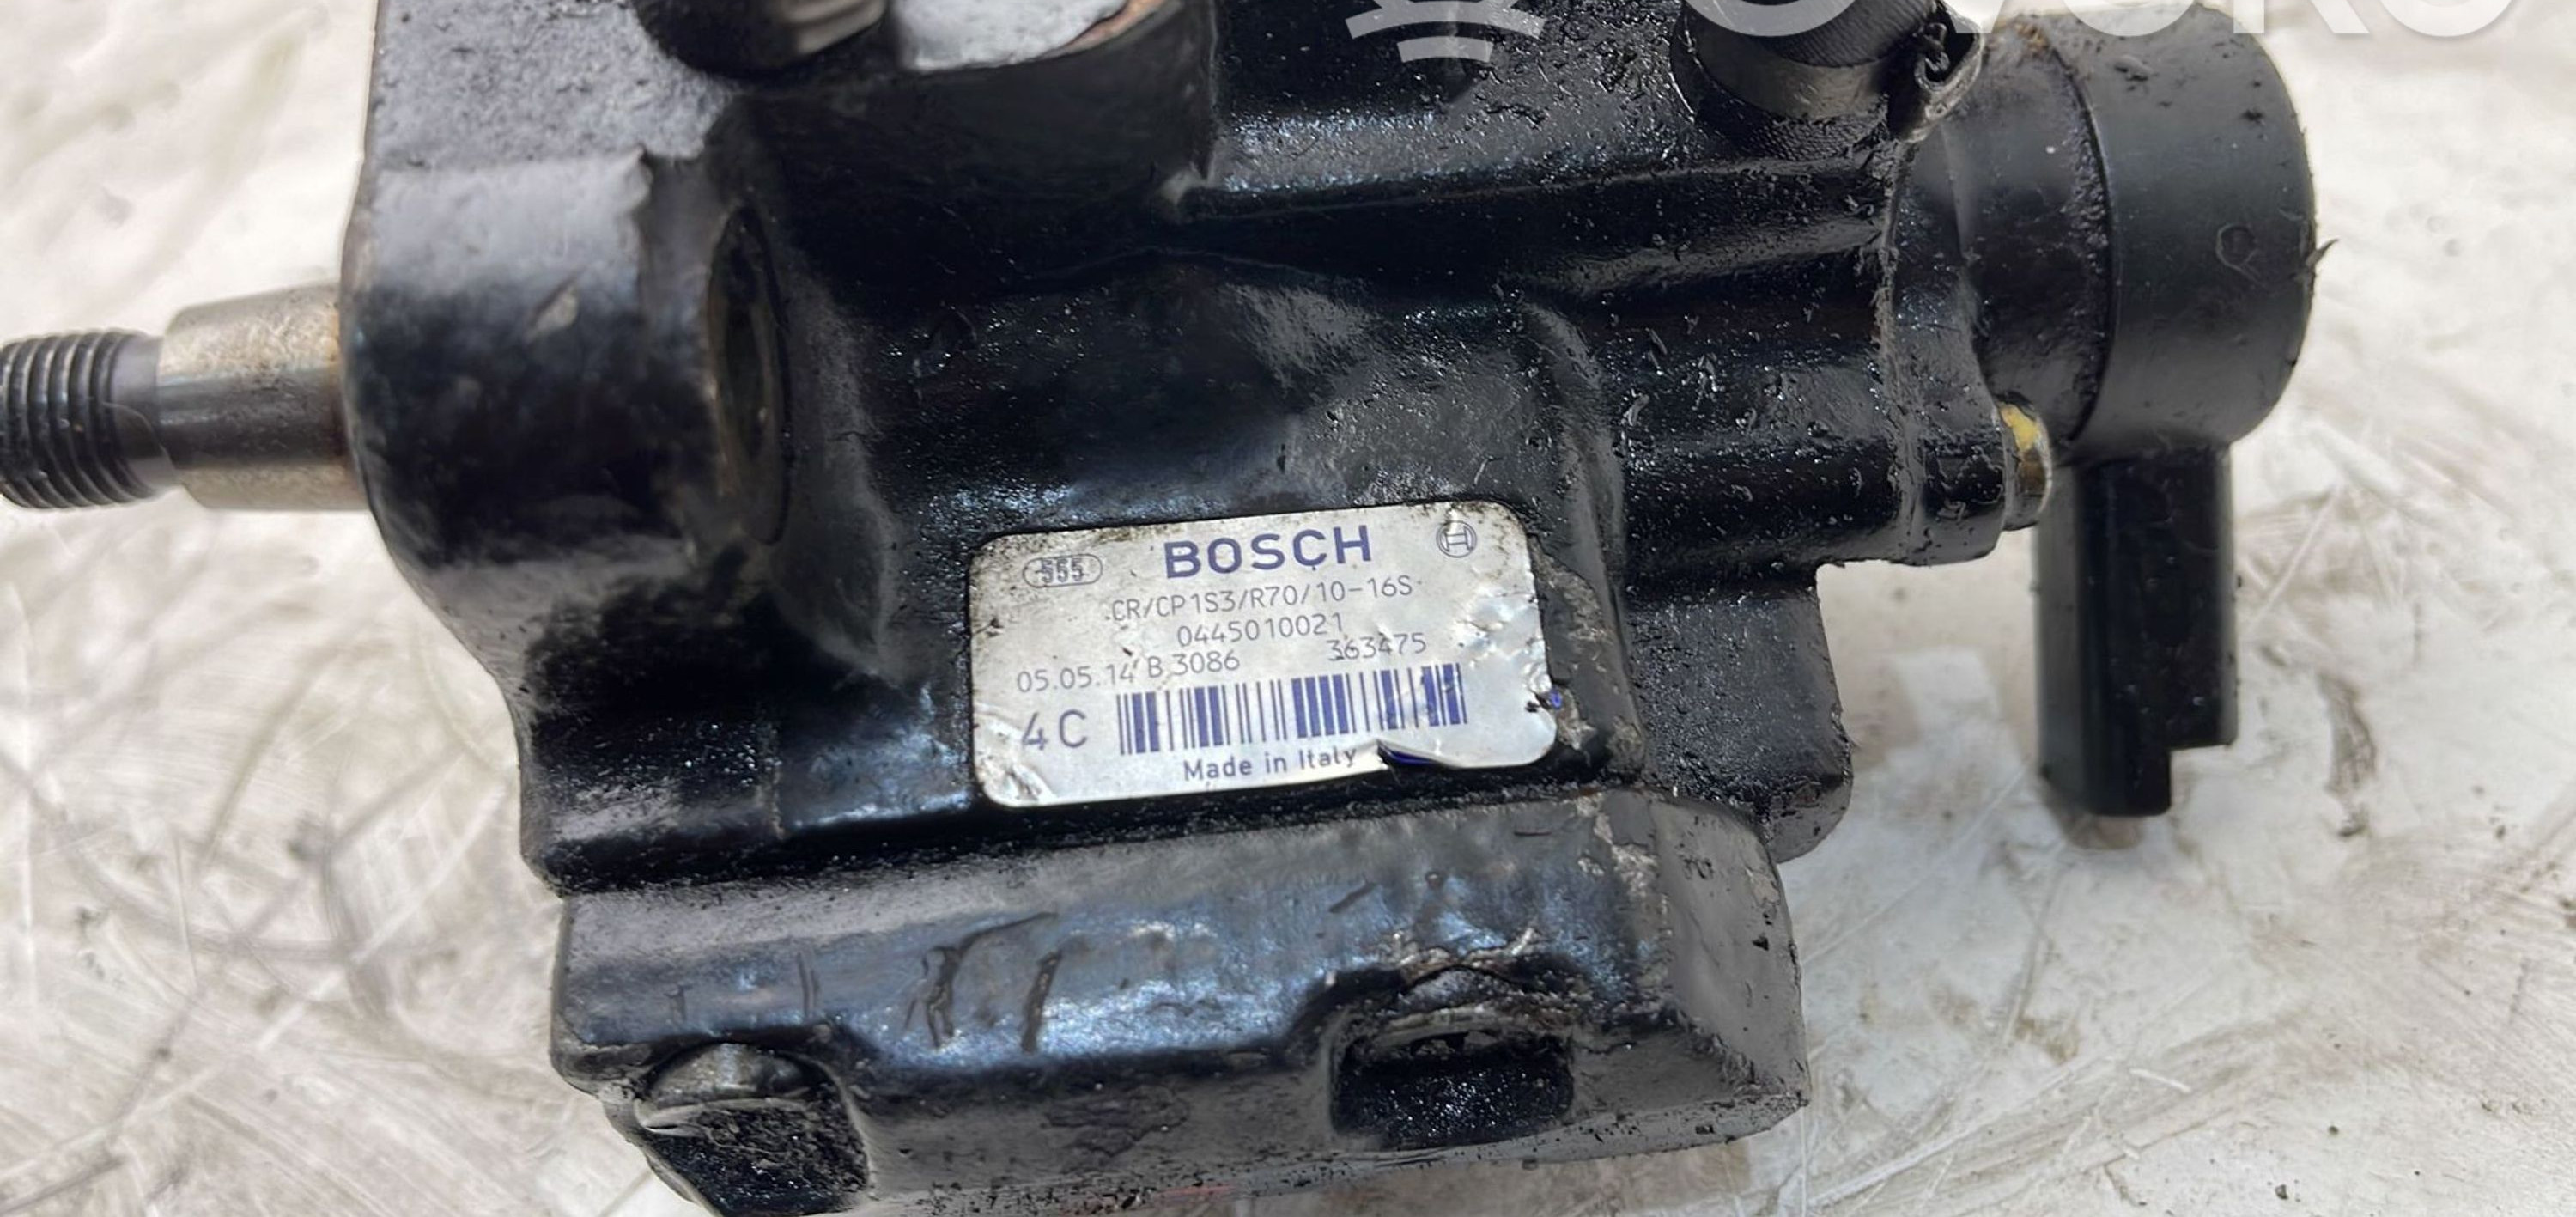 555 BOSCH
CR/CP1S3/R70/10-16S
0445010021
05.05.14 B 3086 363475
4C
Made in Italy